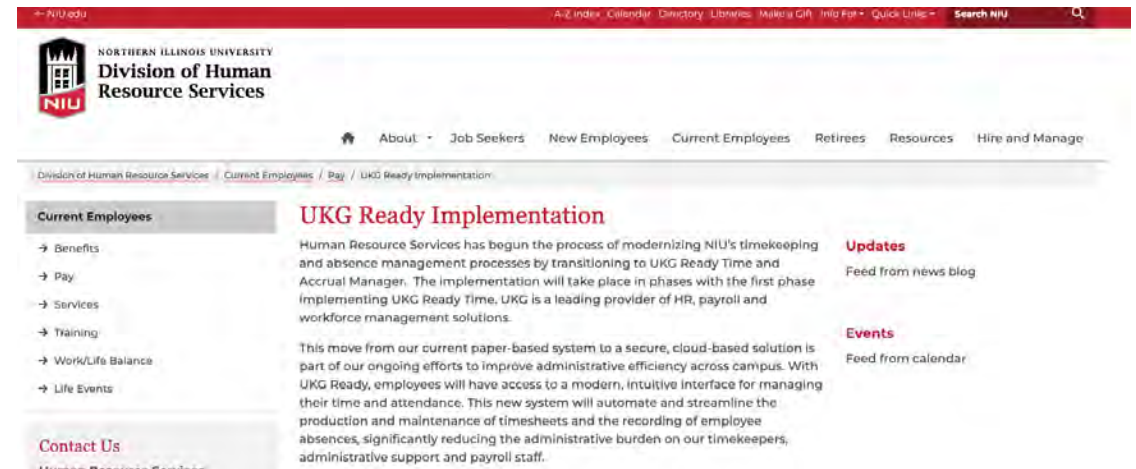 ← NIU.edu
A-Z Index Calendar Directory Libraries Make a Gift Info For Quick Links Search NIU
NORTHERN ILLINOIS UNIVERSITY
Division of Human
Resource Services
NIU
About Job Seekers New Employees Current Employees Retirees Resources Hire and Manage
Division of Human Resource Services / Current Employees / Pay / UKG Ready Implementation
Current Employees
→ Benefits
→ Pay
→ Services
→ Training
→ Work/Life Balance
→ Life Events
Contact Us
Human Resource Services
UKG Ready Implementation
Human Resource Services has begun the process of modernizing NIU's timekeeping
and absence management processes by transitioning to UKG Ready Time and
Accrual Manager. The implementation will take place in phases with the first phase
implementing UKG Ready Time. UKG is a leading provider of HR, payroll and
workforce management solutions.
This move from our current paper-based system to a secure, cloud-based solution is
part of our ongoing efforts to improve administrative efficiency across campus. With
UKG Ready, employees will have access to a modern, intuitive interface for managing
their time and attendance. This new system will automate and streamline the
production and maintenance of timesheets and the recording of employee
absences, significantly reducing the administrative burden on our timekeepers,
administrative support and payroll staff.
Updates
Feed from news blog
Events
Feed from calendar